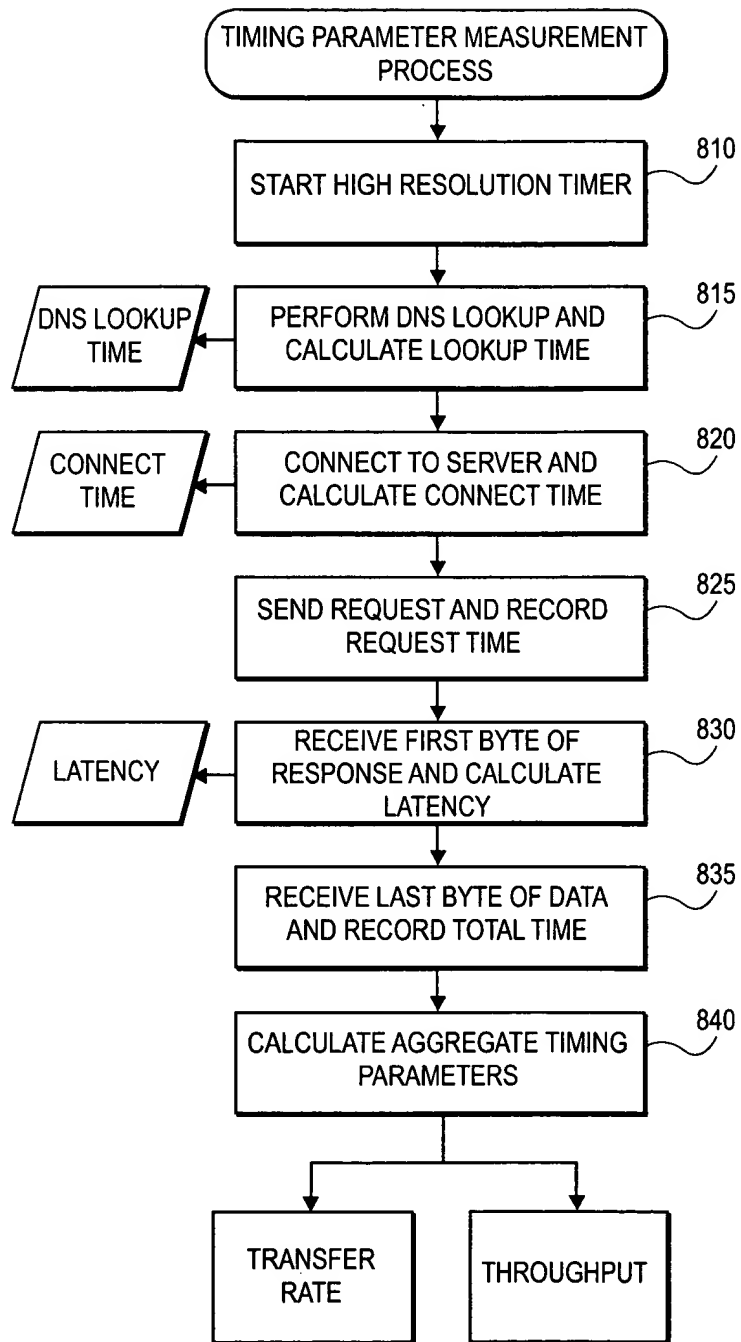 TIMING PARAMETER MEASUREMENT
PROCESS
810
START HIGH RESOLUTION TIMER
815
DNS LOOKUP
TIME
PERFORM DNS LOOKUP AND
CALCULATE LOOKUP TIME
820
CONNECT
TIME
CONNECT TO SERVER AND
CALCULATE CONNECT TIME
825
SEND REQUEST AND RECORD
REQUEST TIME
830
LATENCY
RECEIVE FIRST BYTE OF
RESPONSE AND CALCULATE
LATENCY
835
RECEIVE LAST BYTE OF DATA
AND RECORD TOTAL TIME
840
CALCULATE AGGREGATE TIMING
PARAMETERS
TRANSFER
RATE
THROUGHPUT